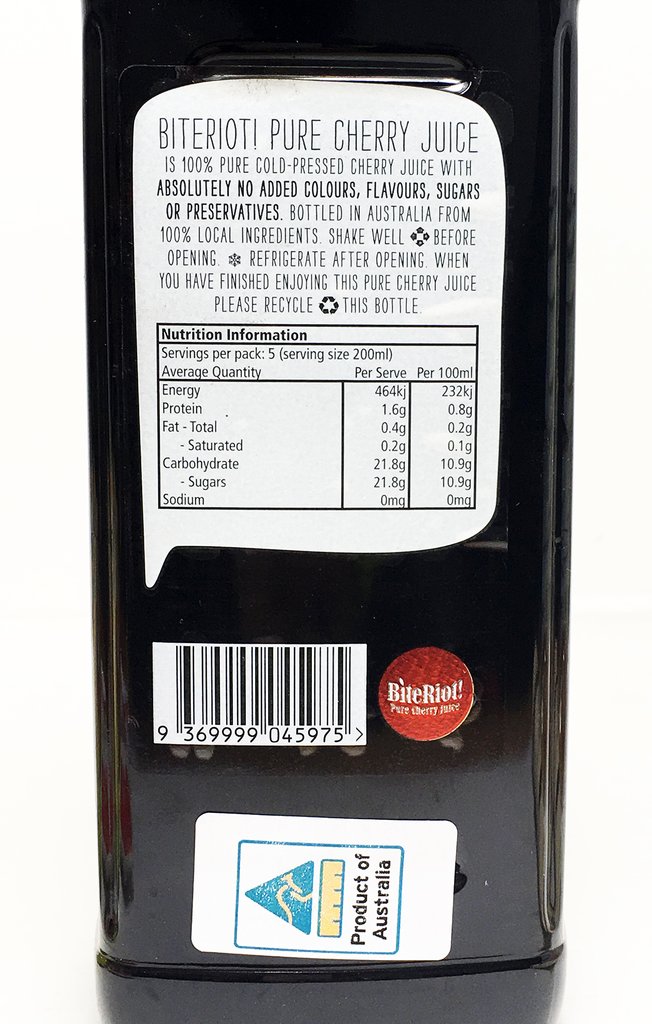 BITERIOT! PURE CHERRY JUICE
IS 100% PURE COLD-PRESSED CHERRY JUICE WITH
ABSOLUTELY NO ADDED COLOURS, FLAVOURS, SUGARS
OR PRESERVATIVES. BOTTLED IN AUSTRALIA FROM
100% LOCAL INGREDIENTS. SHAKE WELL BEFORE
OPENING. REFRIGERATE AFTER OPENING. WHEN
YOU HAVE FINISHED ENJOYING THIS PURE CHERRY JUICE
PLEASE RECYCLE THIS BOTTLE.
Nutrition Information
Servings per pack: 5 (serving size 200ml)
Average Quantity Per Serve Per 100ml
Energy 464kj 232kj
Protein 1.6g 0.8g
Fat - Total 0.4g 0.2g
- Saturated 0.2g 0.1g
Carbohydrate 21.8g 10.9g
- Sugars 21.8g 10.9g
Sodium 0mg 0mg
BiteRiot!
Pure cherry juice
9 369999 045975 >
Product of
Australia